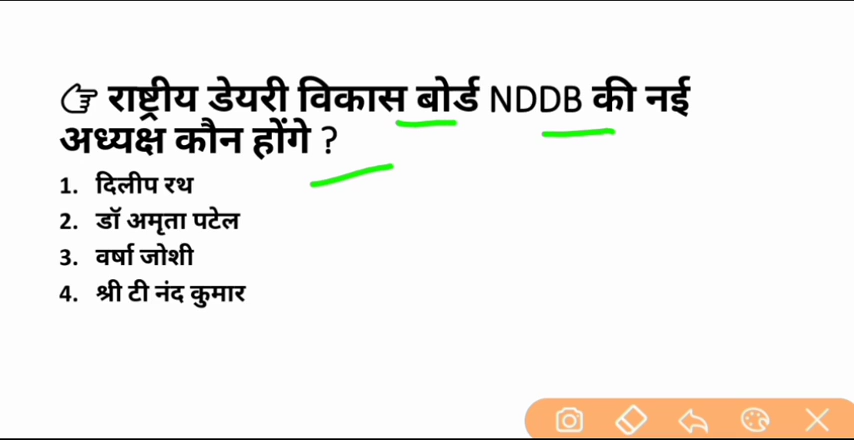 👉 राष्ट्रीय डेयरी विकास बोर्ड NDDB की नई
अध्यक्ष कौन होंगे ?
1. दिलीप रथ
2. डॉ अमृता पटेल
3. वर्षा जोशी
4. श्री टी नंद कुमार